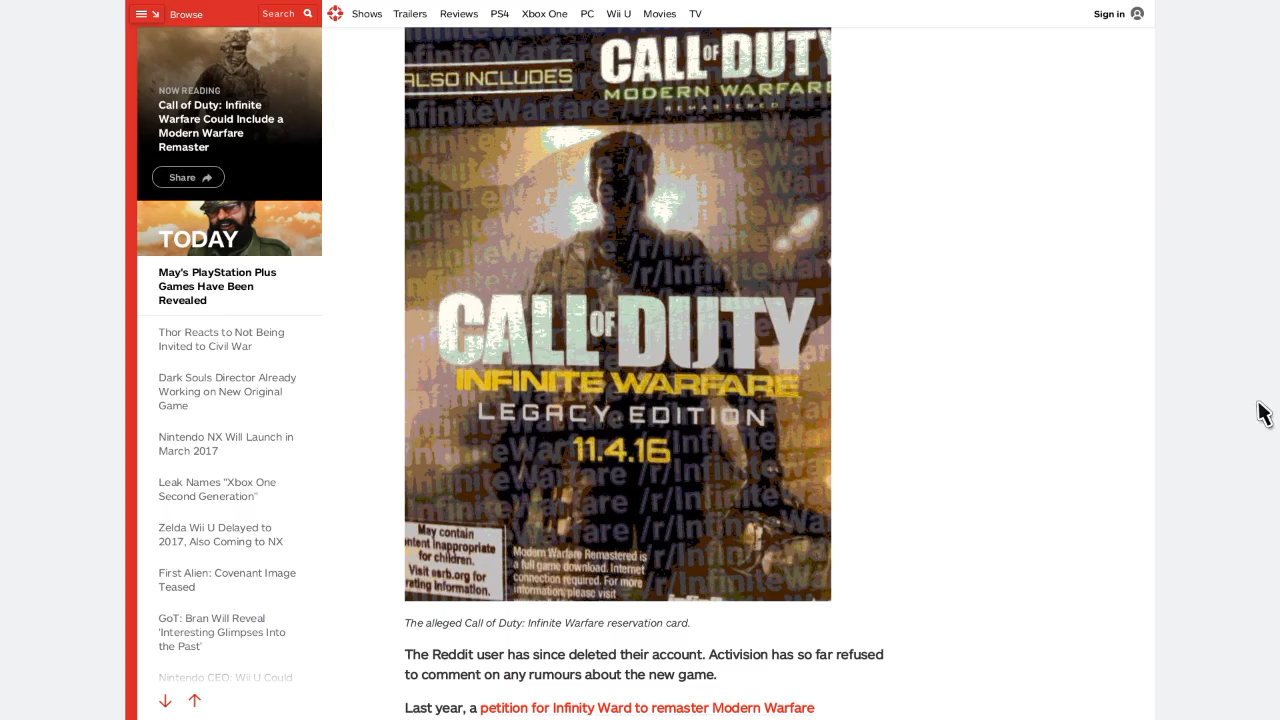 Browse
Search
Shows
Trailers
Reviews
PS4
Xbox One
PC
Wii U
Movies
TV
Sign in
NOW READING
Call of Duty: Infinite
Warfare Could Include a
Modern Warfare
Remaster
Share
TODAY
May's PlayStation Plus
Games Have Been
Revealed
Thor Reacts to Not Being
Invited to Civil War
Dark Souls Director Already
Working on New Original
Game
Nintendo NX Will Launch in
March 2017
Leak Names "Xbox One
Second Generation"
Zelda Wii U Delayed to
2017, Also Coming to NX
First Alien: Covenant Image
Teased
GoT: Bran Will Reveal
'Interesting Glimpses Into
the Past'
Nintendo CEO: Wii U Could
ALSO INCLUDES
CALL OF DUTY
MODERN WARFARE
REMASTERED
CALL OF DUTY
INFINITE WARFARE
LEGACY EDITION
11.4.16
May contain
content inappropriate
for children.
Visit esrb.org for
rating information.
Modern Warfare Remastered is
a full game download. Internet
connection required. For more
information, please visit
The alleged Call of Duty: Infinite Warfare reservation card.
The Reddit user has since deleted their account. Activision has so far refused
to comment on any rumours about the new game.
Last year, a petition for Infinity Ward to remaster Modern Warfare